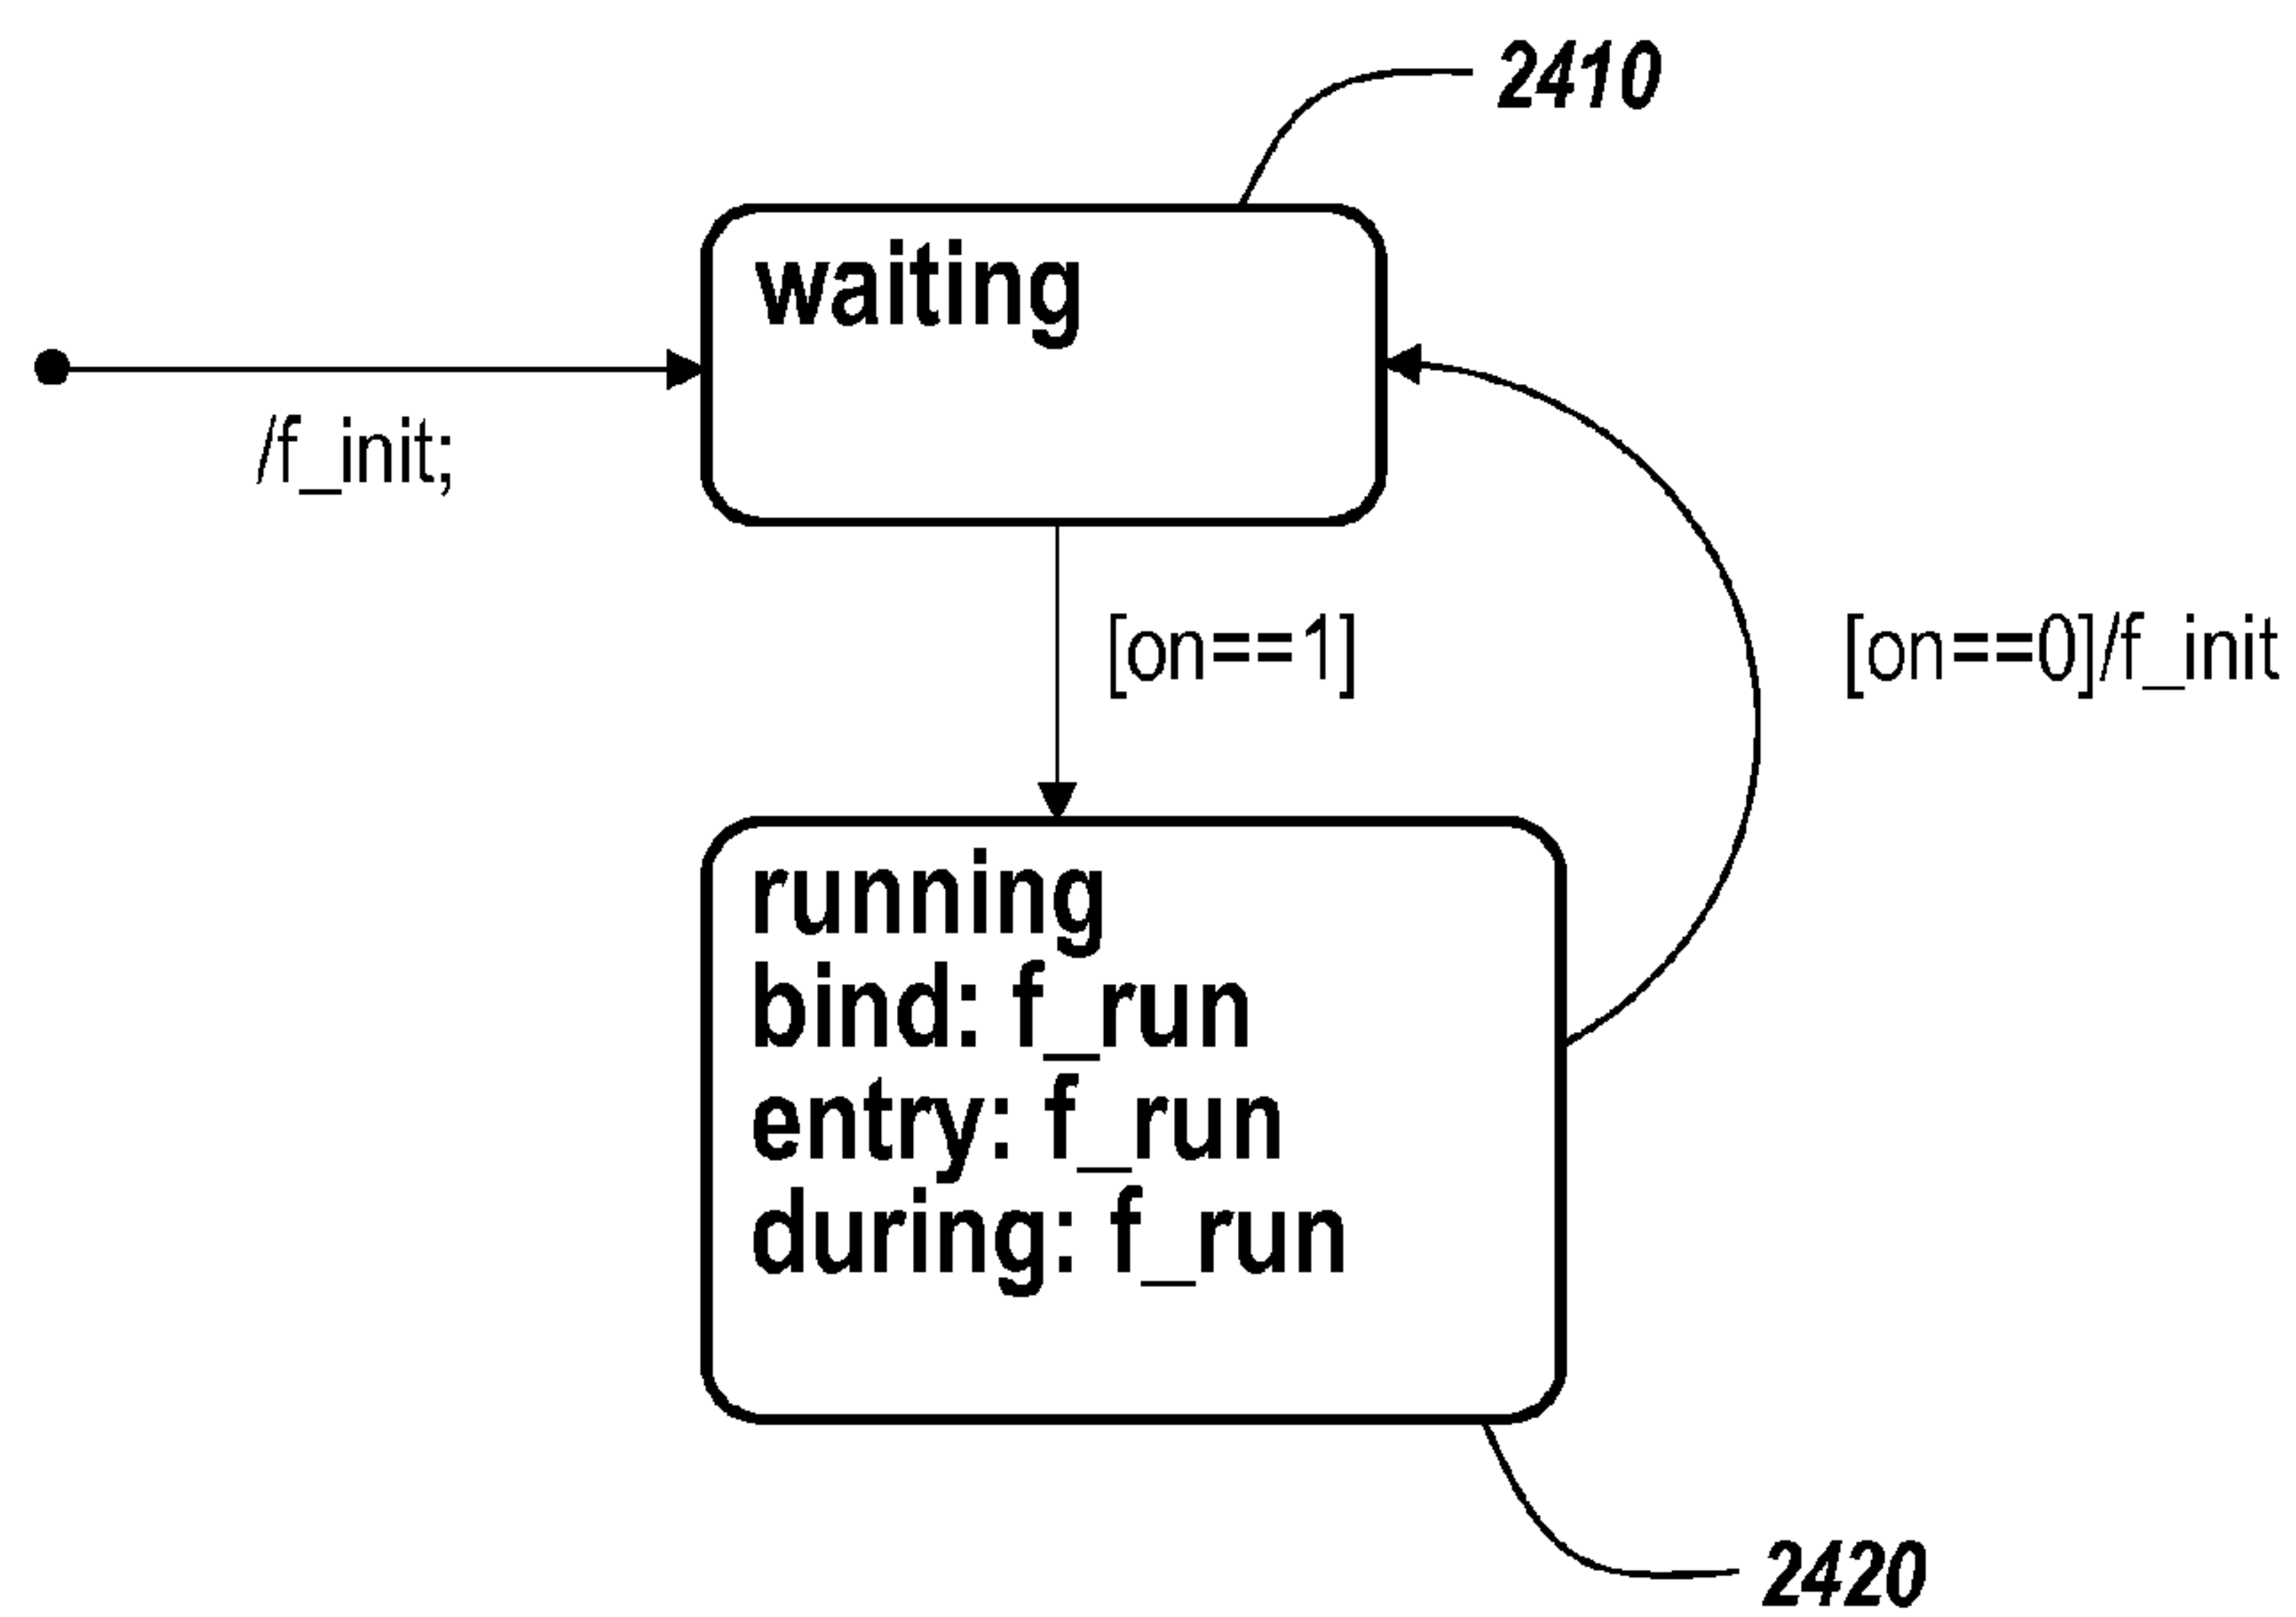 2410
waiting
/f_init;
[on==1]
[on==0]/f_init
running
bind: f_run
entry: f_run
during: f_run
2420